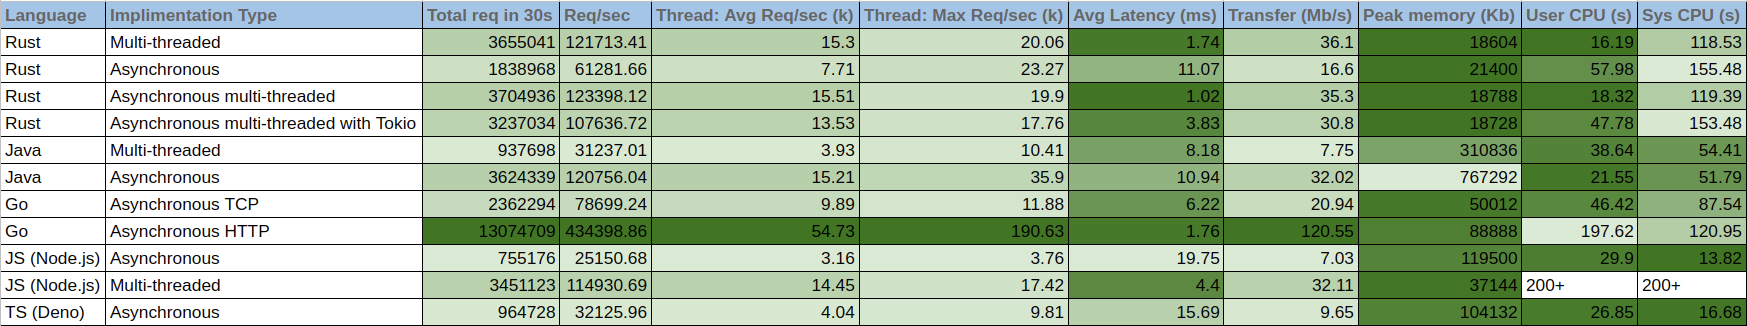 Language Implimentation Type Total req in 30s Req/sec Thread: Avg Req/sec (k) Thread: Max Req/sec (k) Avg Latency (ms) Transfer (Mb/s) Peak memory (Kb) User CPU (s) Sys CPU (s)
Rust Multi-threaded 3655041 121713.41 15.3 20.06 1.74 36.1 18604 16.19 118.53
Rust Asynchronous 1838968 61281.66 7.71 23.27 11.07 16.6 21400 57.98 155.48
Rust Asynchronous multi-threaded 3704936 123398.12 15.51 19.9 1.02 35.3 18788 18.32 119.39
Rust Asynchronous multi-threaded with Tokio 3237034 107636.72 13.53 17.76 3.83 30.8 18728 47.78 153.48
Java Multi-threaded 937698 31237.01 3.93 10.41 8.18 7.75 310836 38.64 54.41
Java Asynchronous 3624339 120756.04 15.21 35.9 10.94 32.02 767292 21.55 51.79
Go Asynchronous TCP 2362294 78699.24 9.89 11.88 6.22 20.94 50012 46.42 87.54
Go Asynchronous HTTP 13074709 434398.86 54.73 190.63 1.76 120.55 88888 197.62 120.95
JS (Node.js) Asynchronous 755176 25150.68 3.16 3.76 19.75 7.03 119500 29.9 13.82
JS (Node.js) Multi-threaded 3451123 114930.69 14.45 17.42 4.4 32.11 37144 200+ 200+
TS (Deno) Asynchronous 964728 32125.96 4.04 9.81 15.69 9.65 104132 26.85 16.68